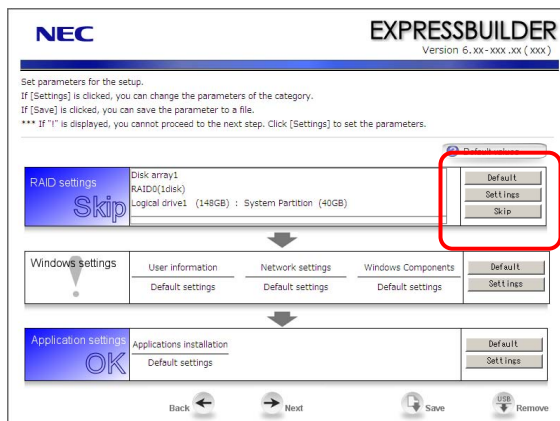 NEC
EXPRESSBUILDER
Version 6.xx-xxx.xx (xxx)
Set parameters for the setup.
If [Settings] is clicked, you can change the parameters of the category.
If [Save] is clicked, you can save the parameter to a file.
*** If "!" is displayed, you cannot proceed to the next step. Click [Settings] to set the parameters.
Default values
RAID settings
Skip
Disk array1
RAID0(1disk)
Logical drive1 (148GB) : System Partition (40GB)
Default
Settings
Skip
Windows settings
!
User information
Network settings
Windows Components
Default settings
Default settings
Default settings
Default
Settings
Application settings
OK
Applications installation
Default settings
Default
Settings
Back
Next
Save
USB
Remove